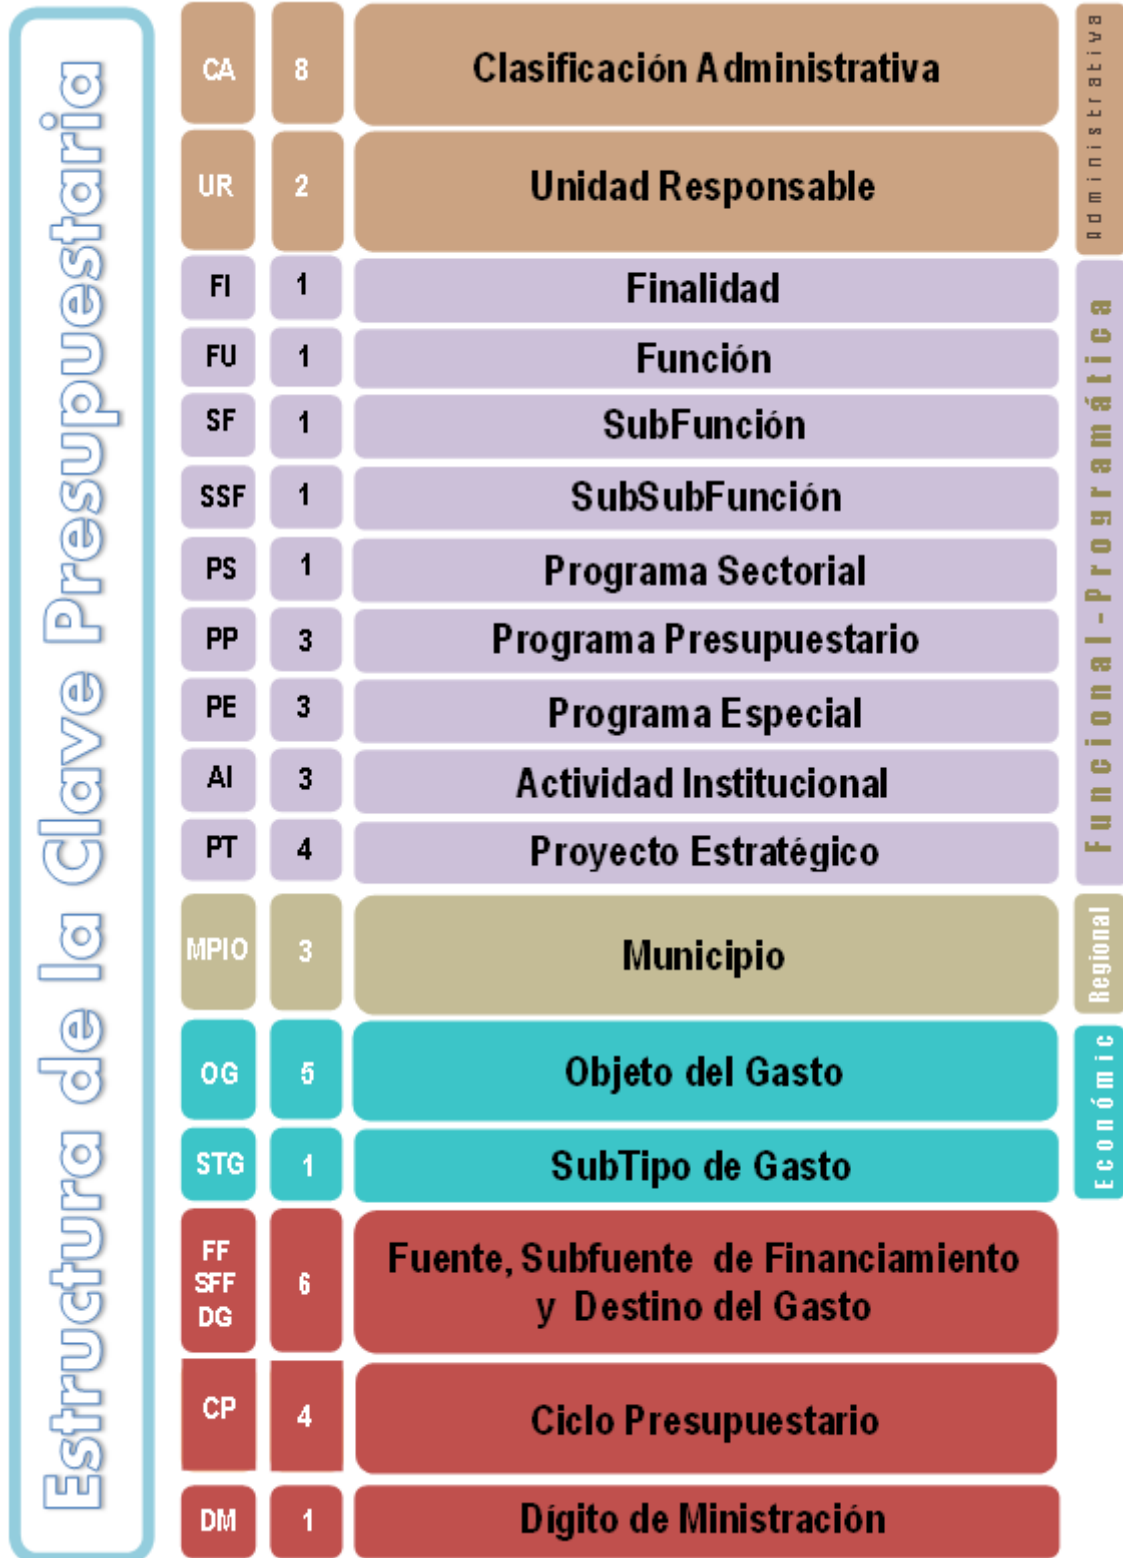 Estructura de la Clave Presupuestaria
CA 8 Clasificación Administrativa
UR 2 Unidad Responsable
administrativa
FI 1 Finalidad
FU 1 Función
SF 1 SubFunción
SSF 1 SubSubFunción
PS 1 Programa Sectorial
PP 3 Programa Presupuestario
PE 3 Programa Especial
AI 3 Actividad Institucional
PT 4 Proyecto Estratégico
Funcional-Programática
MPIO 3 Municipio
Regional
OG 5 Objeto del Gasto
STG 1 SubTipo de Gasto
Económic
FF
SFF
DG
6
Fuente, Subfuente de Financiamiento
y Destino del Gasto
CP 4 Ciclo Presupuestario
DM 1 Dígito de Ministración